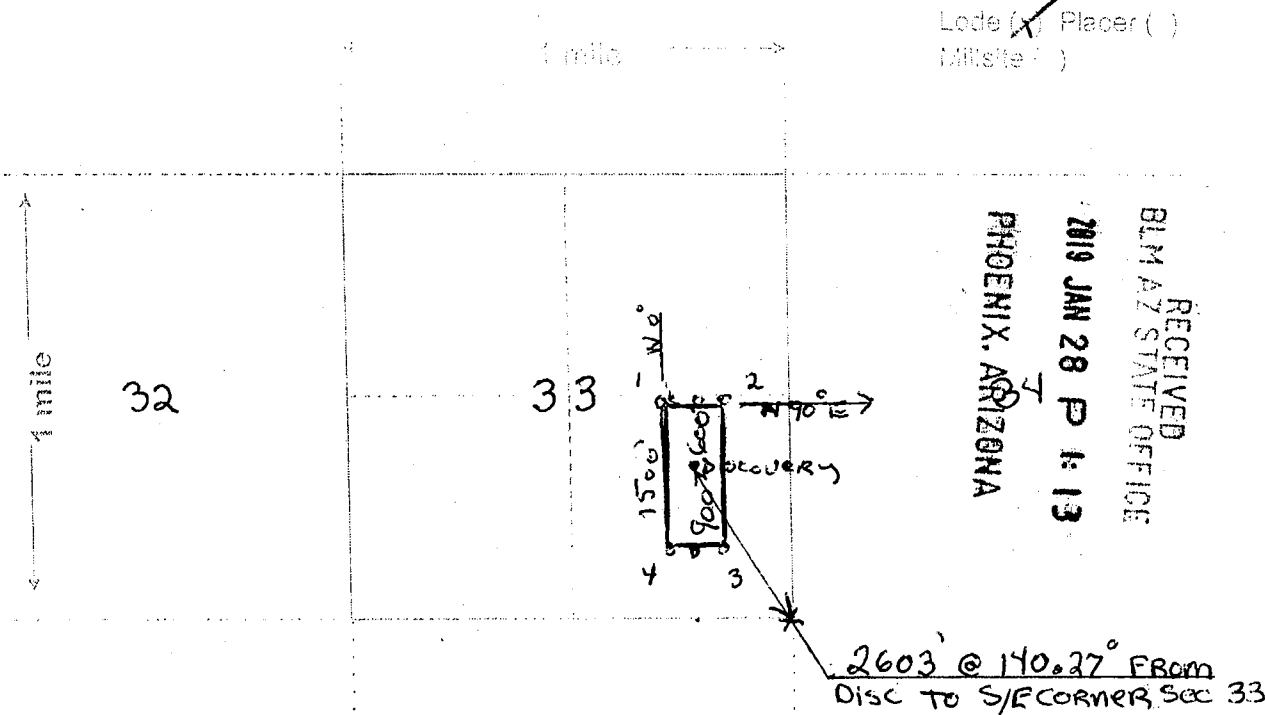 Lode (X) Placer ( )
Millsite ( )
1 mile
1 mile
32
33
34
N 0°
1
2
N 90° E
1500'
600'
900'
Discovery
4
3
2603' @ 140.27° FROM
DISC TO S/E CORNER SEC 33
RECEIVED
BLM AZ STATE OFFICE
2019 JAN 28 P 1: 13
PHOENIX, ARIZONA